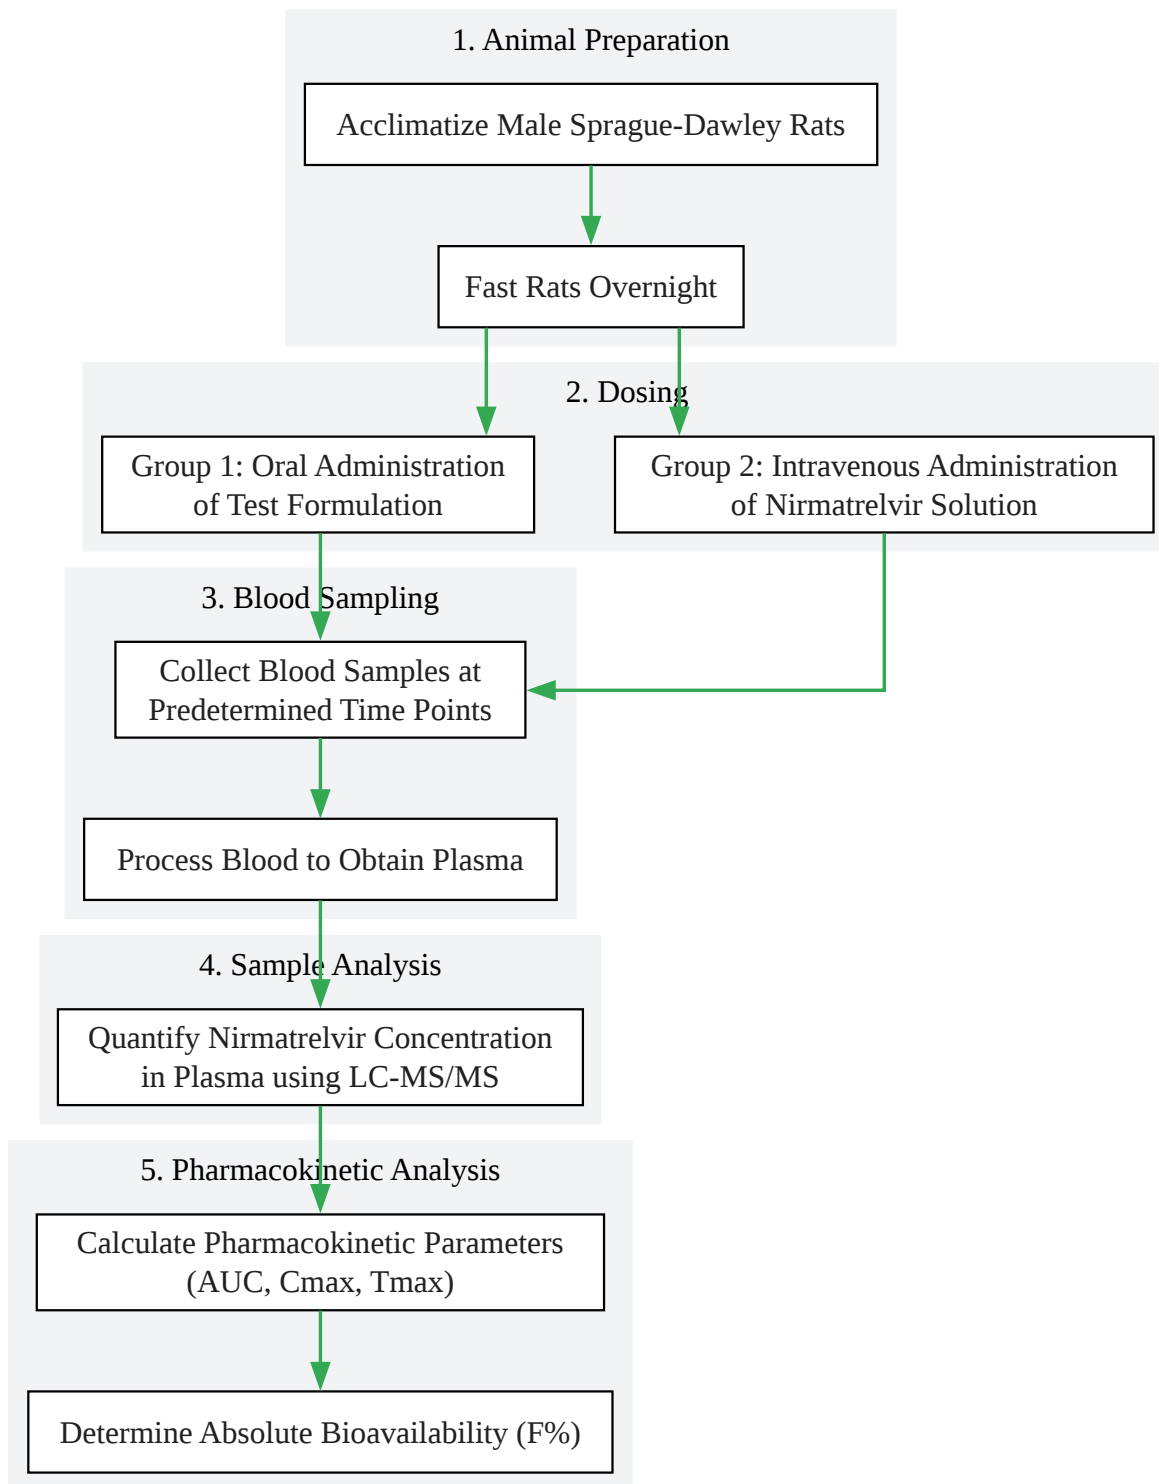 1. Animal Preparation
Acclimatize Male Sprague-Dawley Rats
Fast Rats Overnight
2. Dosing
Group 1: Oral Administration
of Test Formulation
Group 2: Intravenous Administration
of Nirmatrelvir Solution
3. Blood Sampling
Collect Blood Samples at
Predetermined Time Points
Process Blood to Obtain Plasma
4. Sample Analysis
Quantify Nirmatrelvir Concentration
in Plasma using LC-MS/MS
5. Pharmacokinetic Analysis
Calculate Pharmacokinetic Parameters
(AUC, Cmax, Tmax)
Determine Absolute Bioavailability (F%)